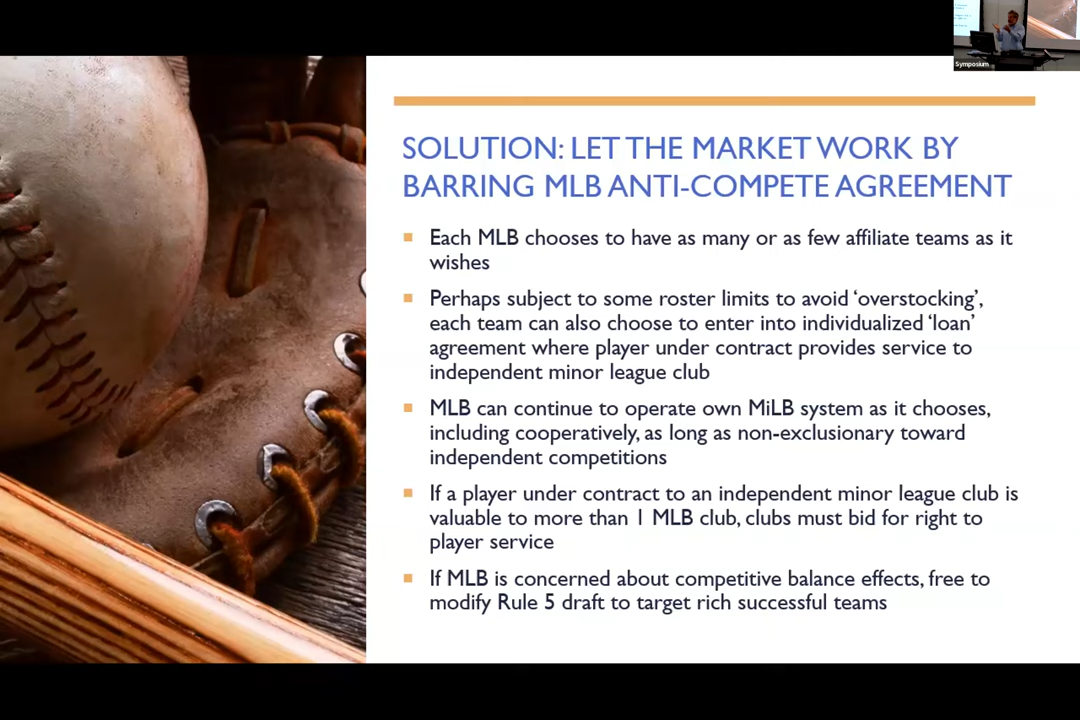 SOLUTION: LET THE MARKET WORK BY
BARRING MLB ANTI-COMPETE AGREEMENT
Each MLB chooses to have as many or as few affiliate teams as it
wishes
Perhaps subject to some roster limits to avoid ‘overstocking’,
each team can also choose to enter into individualized ‘loan’
agreement where player under contract provides service to
independent minor league club
MLB can continue to operate own MiLB system as it chooses,
including cooperatively, as long as non-exclusionary toward
independent competitions
If a player under contract to an independent minor league club is
valuable to more than 1 MLB club, clubs must bid for right to
player service
If MLB is concerned about competitive balance effects, free to
modify Rule 5 draft to target rich successful teams
Symposium